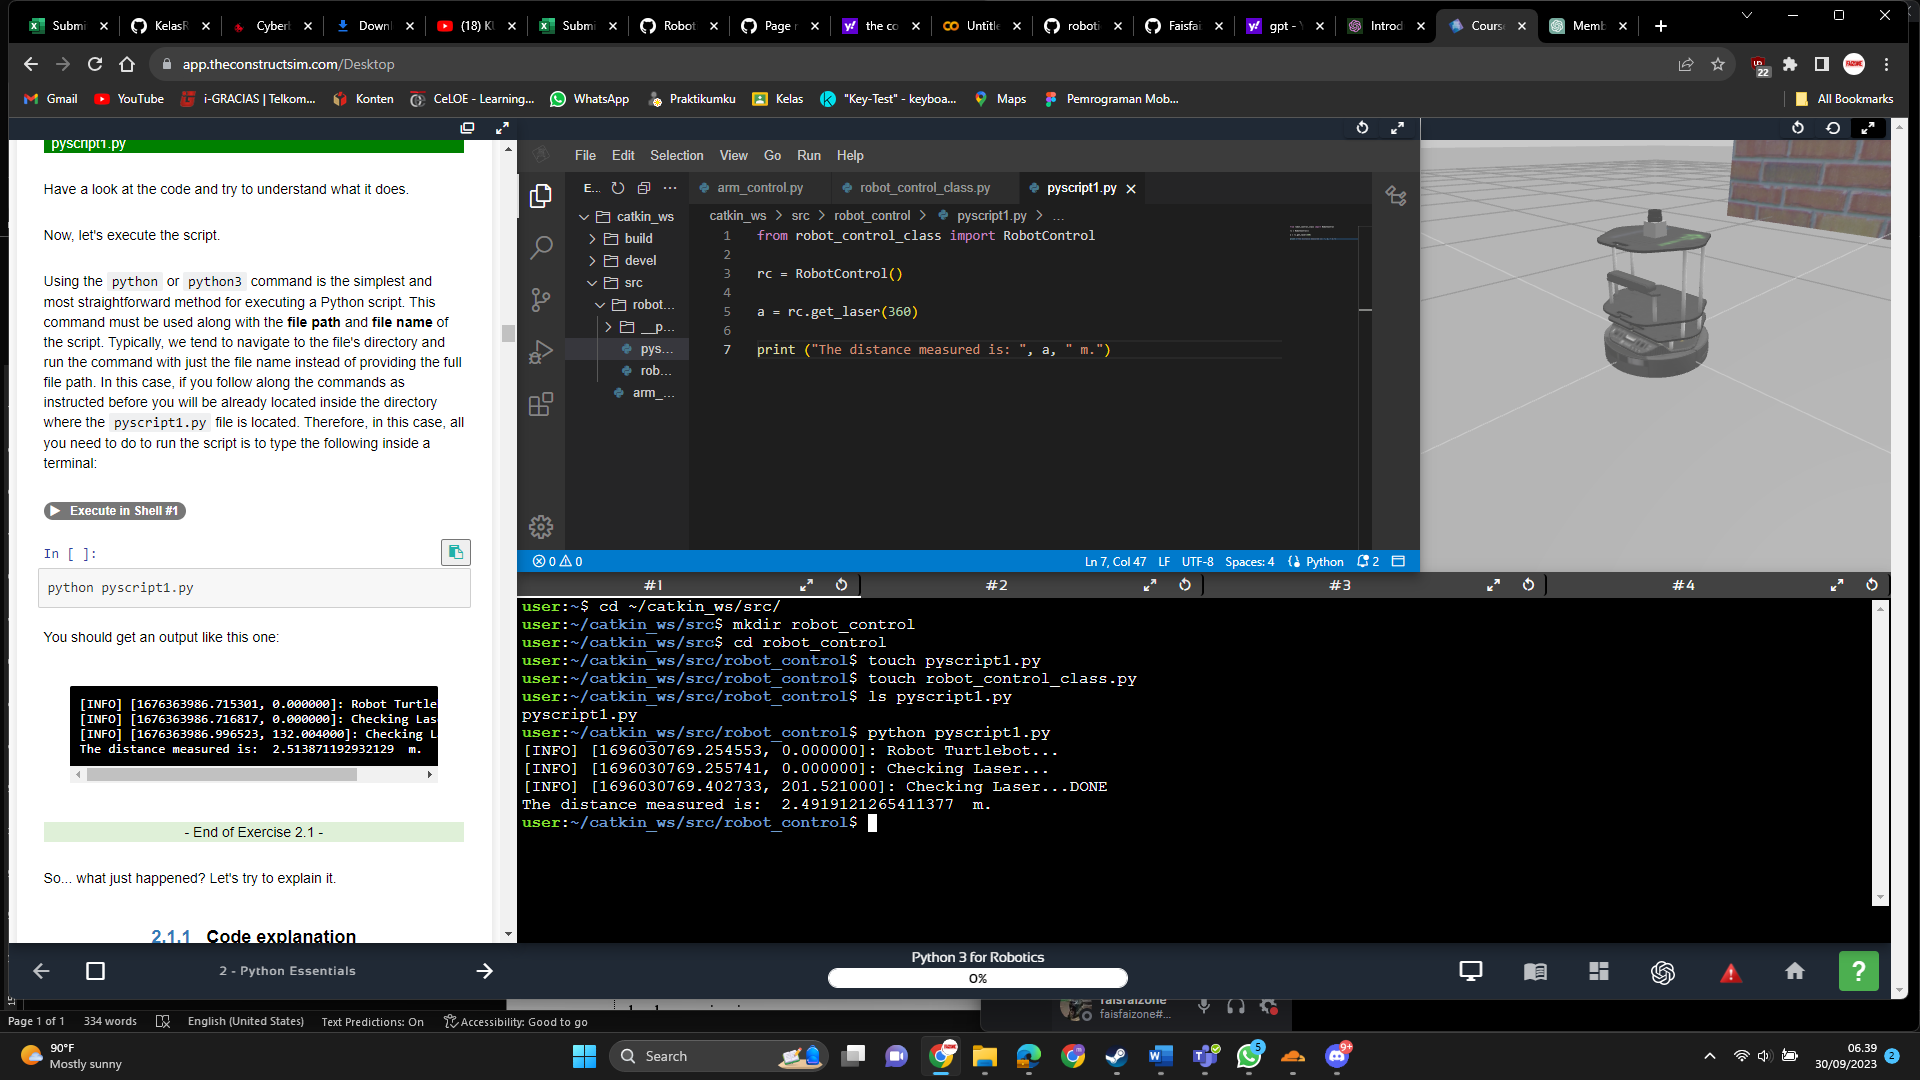 Submi
KelasR
Cyberl
Downl
(18) K
Submi
Robot
Page r
the co
Untitle
roboti
Faisfai
gpt -
Introd
Cours
Memb
app.theconstructsim.com/Desktop
22
Gmail
YouTube
i-GRACIAS | Telkom...
Konten
CeLOE - Learning...
WhatsApp
Praktikumku
Kelas
"Key-Test" - keyboa...
Maps
Pemrograman Mob...
All Bookmarks
pyscript1.py
Have a look at the code and try to understand what it does.
Now, let's execute the script.
Using the python or python3 command is the simplest and
most straightforward method for executing a Python script. This
command must be used along with the file path and file name of
the script. Typically, we tend to navigate to the file's directory and
run the command with just the file name instead of providing the full
file path. In this case, if you follow along the commands as
instructed before you will be already located inside the directory
where the pyscript1.py file is located. Therefore, in this case, all
you need to do to run the script is to type the following inside a
terminal:
Execute in Shell #1
In [ ]:
python pyscript1.py
You should get an output like this one:
[INFO] [1676363986.715301, 0.000000]: Robot Turtle
[INFO] [1676363986.716817, 0.000000]: Checking Las
[INFO] [1676363986.996523, 132.004000]: Checking L
The distance measured is:  2.513871192932129  m.
- End of Exercise 2.1 -
So... what just happened? Let's try to explain it.
2.1.1 Code explanation
File Edit Selection View Go Run Help
E... 
catkin_ws
build
devel
src
robot...
__p...
pys...
rob...
arm_...
arm_control.py
robot_control_class.py
pyscript1.py
catkin_ws > src > robot_control > pyscript1.py > ...
1 from robot_control_class import RobotControl
2
3 rc = RobotControl()
4
5 a = rc.get_laser(360)
6
7 print ("The distance measured is: ", a, " m.")
0 0
Ln 7, Col 47 LF UTF-8 Spaces: 4 Python 2
#1 #2 #3 #4
user:~$ cd ~/catkin_ws/src/
user:~/catkin_ws/src$ mkdir robot_control
user:~/catkin_ws/src$ cd robot_control
user:~/catkin_ws/src/robot_control$ touch pyscript1.py
user:~/catkin_ws/src/robot_control$ touch robot_control_class.py
user:~/catkin_ws/src/robot_control$ ls pyscript1.py
pyscript1.py
user:~/catkin_ws/src/robot_control$ python pyscript1.py
[INFO] [1696030769.254553, 0.000000]: Robot Turtlebot...
[INFO] [1696030769.255741, 0.000000]: Checking Laser...
[INFO] [1696030769.402733, 201.521000]: Checking Laser...DONE
The distance measured is:  2.4919121265411377  m.
user:~/catkin_ws/src/robot_control$
2 - Python Essentials
Python 3 for Robotics
0%
?
faisfaizone
faisfaizone#...
Page 1 of 1
334 words
English (United States)
Text Predictions: On
Accessibility: Good to go
90°F
Mostly sunny
Search
5
9+
06.39
30/09/2023
2